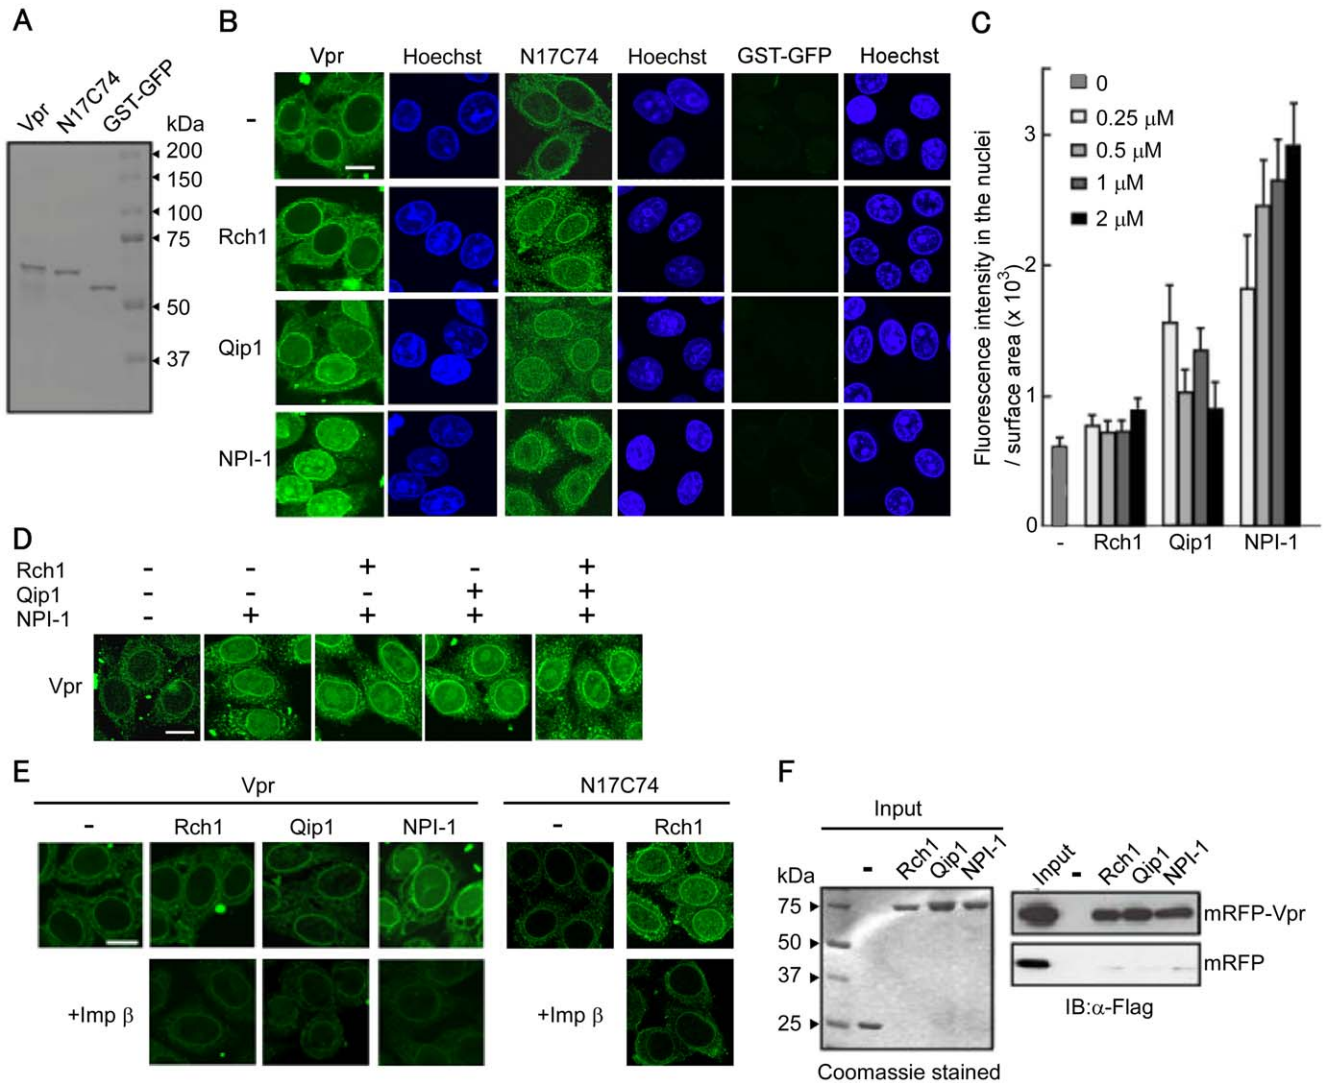 A
Vpr
N17C74
GST-GFP
kDa
200
150
100
75
50
37
B
Vpr Hoechst N17C74 Hoechst GST-GFP Hoechst
-
Rch1
Qip1
NPI-1
C
Fluorescence intensity in the nuclei
/ surface area (x 10³)
0
0.25 µM
0.5 µM
1 µM
2 µM
3
2
1
0
- Rch1 Qip1 NPI-1
D
Rch1 - - + - +
Qip1 - - - + +
NPI-1 - + + + +
Vpr
E
Vpr N17C74
- Rch1 Qip1 NPI-1 - Rch1
+Imp β +Imp β
F
Input
- Rch1 Qip1 NPI-1
kDa
75
50
37
25
Coomassie stained
Input - Rch1 Qip1 NPI-1
mRFP-Vpr
mRFP
IB:α-Flag